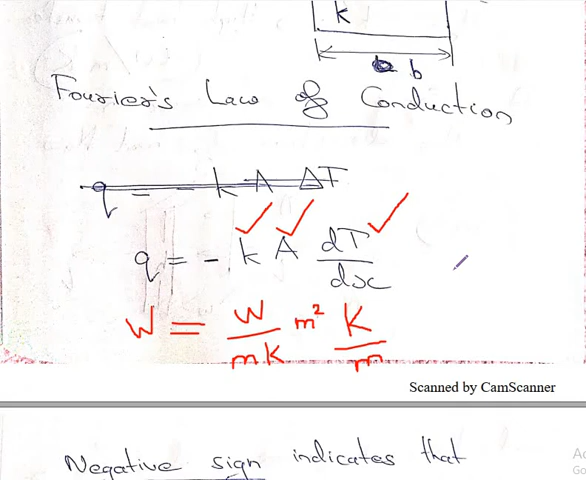 k
b
Fourier's Law of Conduction
q = - k A ΔT
q = - k A dT/dx
W = W/mk m² K/m
Scanned by CamScanner
Negative sign indicates that